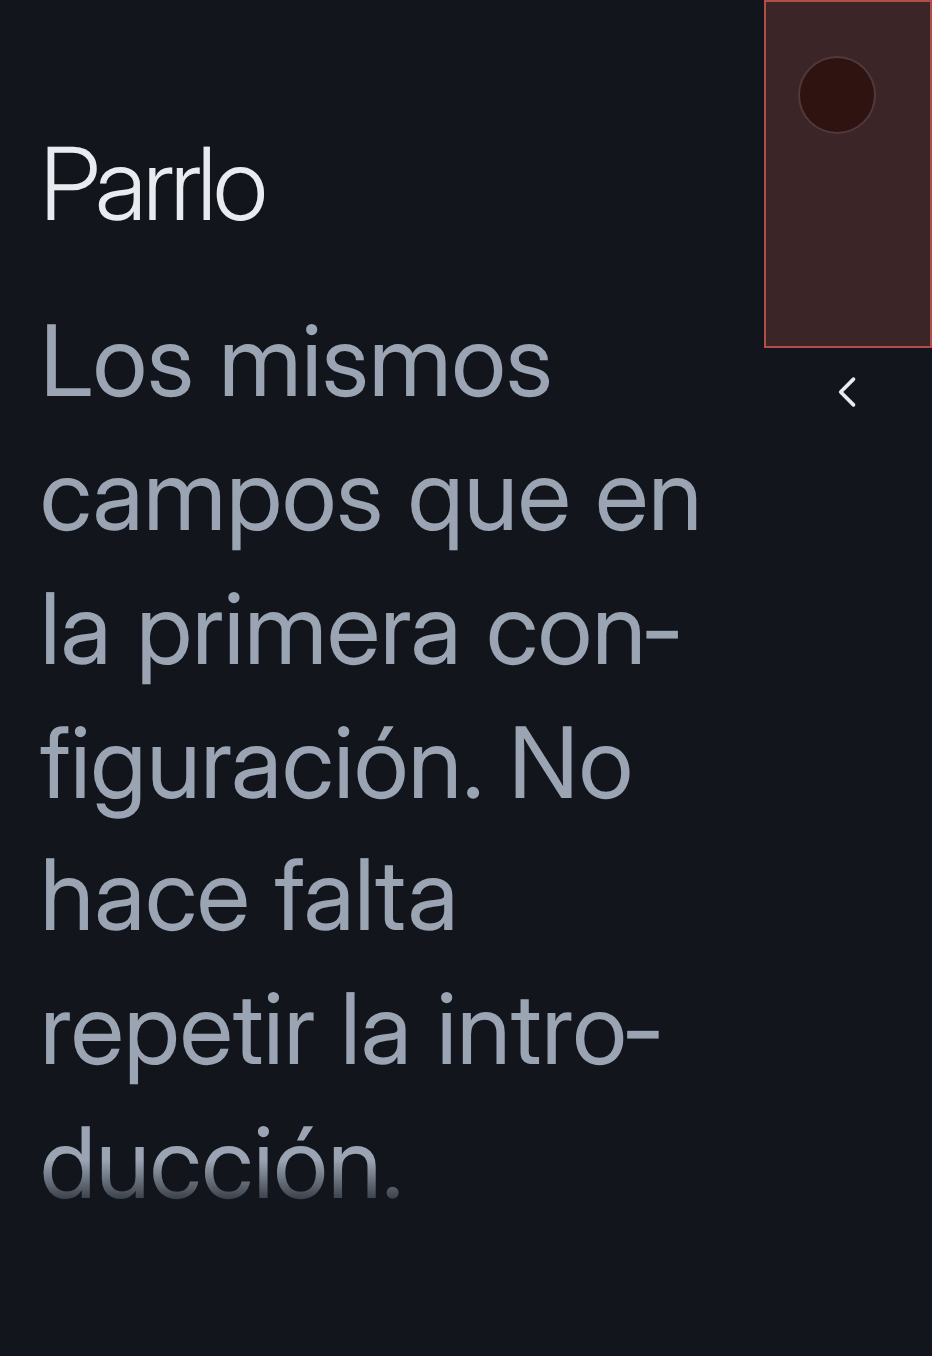 Parrlo
Los mismos
campos que en
la primera con-
figuración. No
hace falta
repetir la intro-
ducción.